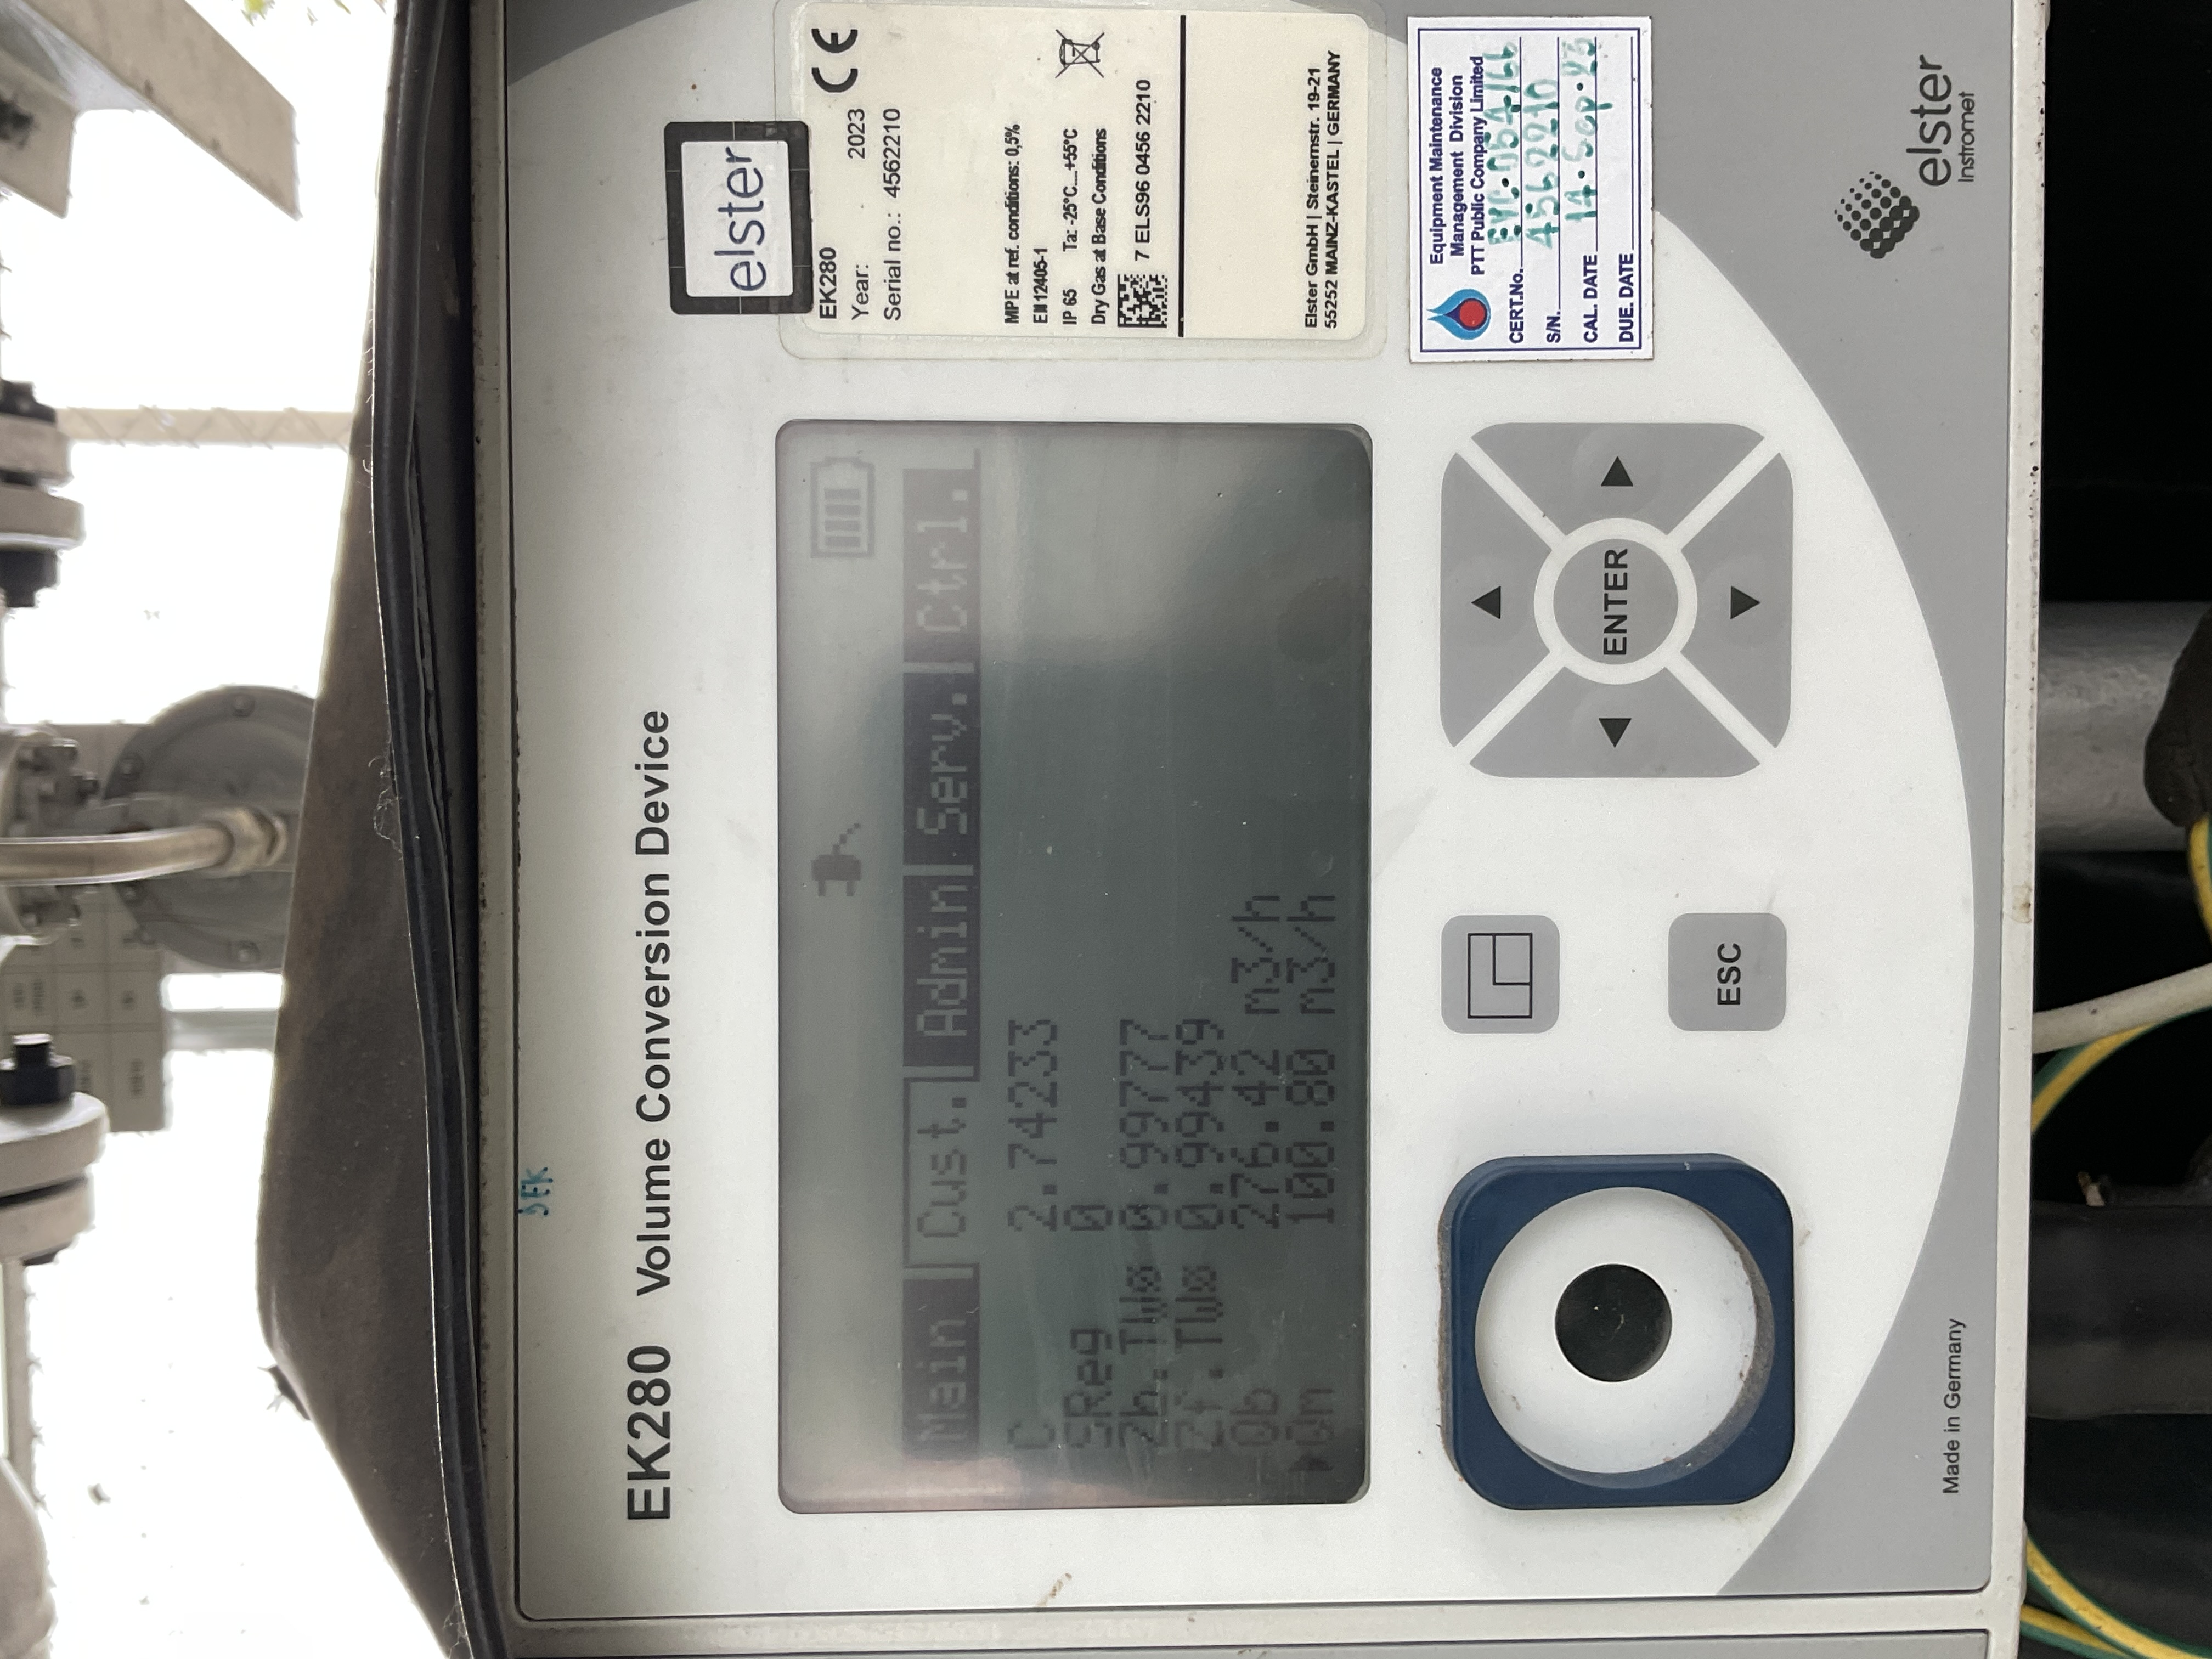 EK280 Volume Conversion Device
elster
Main Cust. Admin Serv. Ctrl.
C 2.74233
SReg 0
Zh.TWø 0.99777
Zf.TWø 0.99439
Qb 276.42 m3/h
Qm 100.80 m3/h
EK280 CE
Year: 2023
Serial no.: 4562210
MPE at ref. conditions: 0,5%
EN 12405-1
IP 65 Ta: -25°C...+55°C
Dry Gas at Base Conditions
7 ELS96 0456 2210
Elster GmbH | Steinernstr. 19-21
55252 MAINZ-KASTEL | GERMANY
Equipment Maintenance
Management Division
PTT Public Company Limited
CERT.No. EVC-054/66
S/N. 4562210
CAL. DATE 14-Sep-23
DUE. DATE
ENTER
ESC
Made in Germany
elster
Instromet